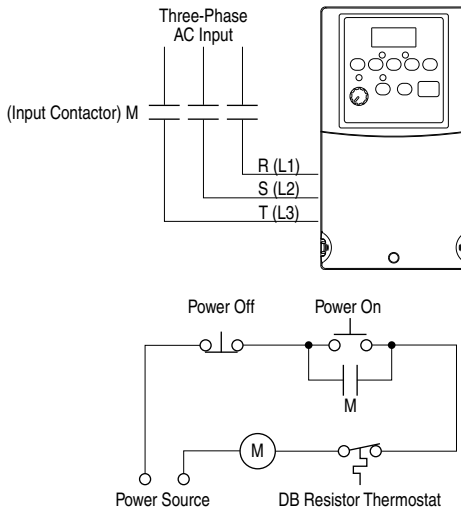 Three-Phase
AC Input
(Input Contactor) M
R (L1)
S (L2)
T (L3)
Power Off
Power On
M
M
Power Source
DB Resistor Thermostat